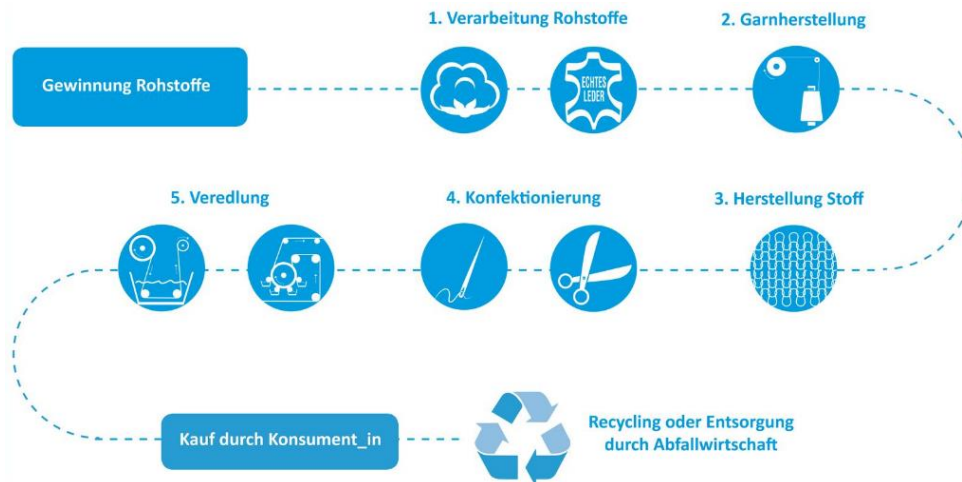 1. Verarbeitung Rohstoffe
2. Garnherstellung
Gewinnung Rohstoffe
ECHTES
LEDER
5. Veredlung
4. Konfektionierung
3. Herstellung Stoff
Kauf durch Konsument_in
Recycling oder Entsorgung
durch Abfallwirtschaft